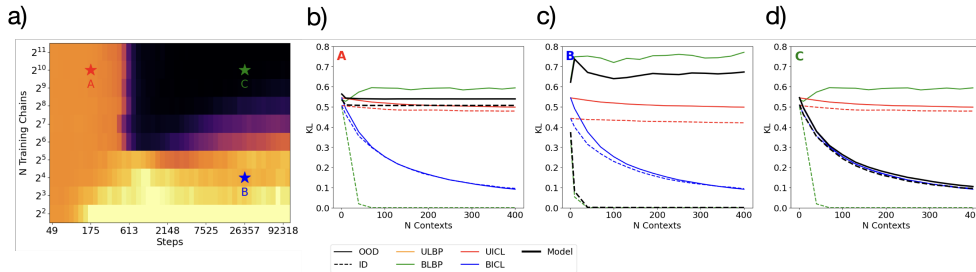 a)
b)
c)
d)
N Training Chains
2^11
2^10
2^9
2^8
2^7
2^6
2^5
2^4
2^3
2^2
A
C
B
49 175 613 2148 7525 26357 92318
Steps
A
KL
0.8
0.7
0.6
0.5
0.4
0.3
0.2
0.1
0.0
0 100 200 300 400
N Contexts
B
KL
0.8
0.7
0.6
0.5
0.4
0.3
0.2
0.1
0.0
0 100 200 300 400
N Contexts
C
KL
0.8
0.7
0.6
0.5
0.4
0.3
0.2
0.1
0.0
0 100 200 300 40
N Contexts
OOD ULBP UICL Model
ID BLBP BICL